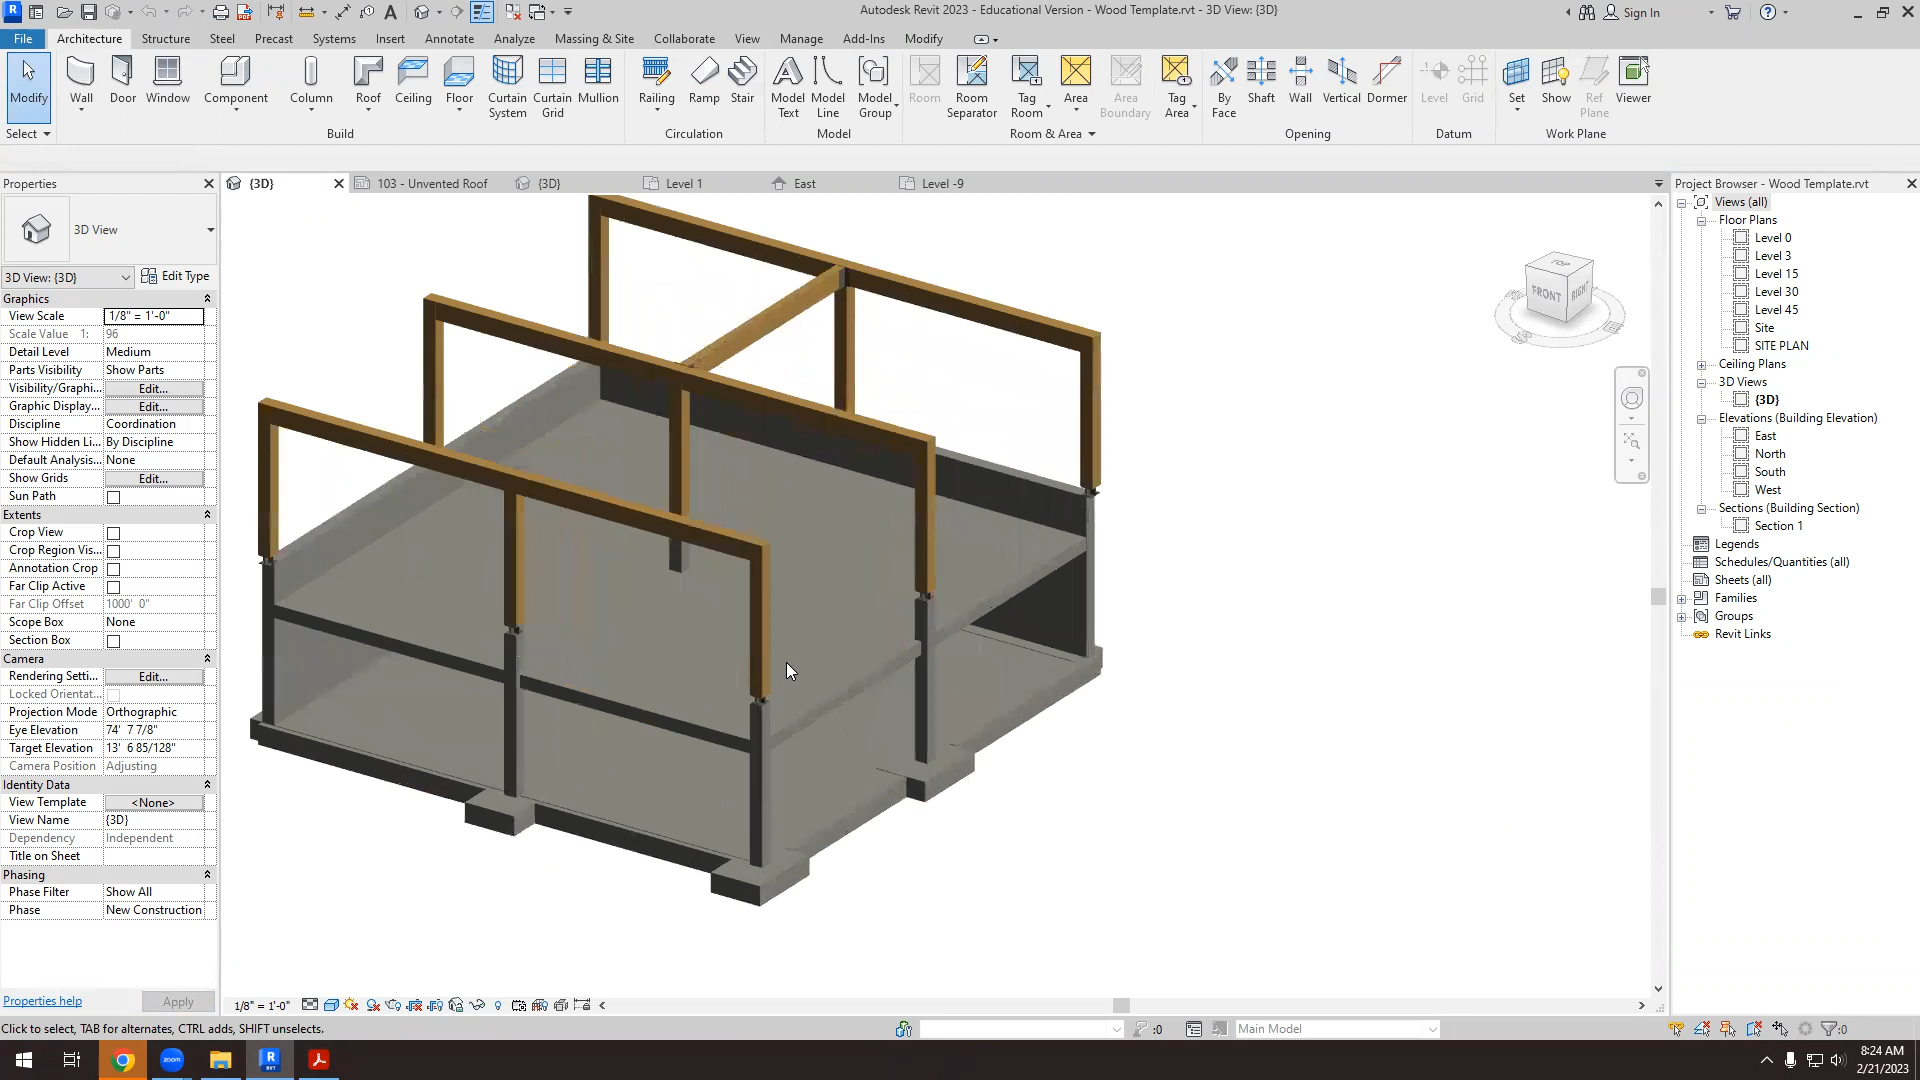 Autodesk Revit 2023 - Educational Version - Wood Template.rvt - 3D View: {3D}
Sign In
File Architecture Structure Steel Precast Systems Insert Annotate Analyze Massing & Site Collaborate View Manage Add-Ins Modify
Modify Wall Door Window Component Column Roof Ceiling Floor Curtain System Curtain Grid Mullion Railing Ramp Stair Model Text Model Line Model Group Room Room Separator Tag Room Area Area Boundary Tag Area By Face Shaft Wall Vertical Dormer Level Grid Set Show Ref Plane Viewer
Select Build Circulation Model Room & Area Opening Datum Work Plane
Properties
{3D} 103 - Unvented Roof {3D} Level 1 East Level -9
Project Browser - Wood Template.rvt
3D View
3D View: {3D} Edit Type
Graphics
View Scale 1/8" = 1'-0"
Scale Value 1: 96
Detail Level Medium
Parts Visibility Show Parts
Visibility/Graphi... Edit...
Graphic Display... Edit...
Discipline Coordination
Show Hidden Li... By Discipline
Default Analysis... None
Show Grids Edit...
Sun Path
Extents
Crop View
Crop Region Vis...
Annotation Crop
Far Clip Active
Far Clip Offset 1000' 0"
Scope Box None
Section Box
Camera
Rendering Setti... Edit...
Locked Orientat...
Projection Mode Orthographic
Eye Elevation 74' 7 7/8"
Target Elevation 13' 6 85/128"
Camera Position Adjusting
Identity Data
View Template <None>
View Name {3D}
Dependency Independent
Title on Sheet
Phasing
Phase Filter Show All
Phase New Construction
Properties help Apply
TOP
FRONT RIGHT
Views (all)
Floor Plans
Level 0
Level 3
Level 15
Level 30
Level 45
Site
SITE PLAN
Ceiling Plans
3D Views
{3D}
Elevations (Building Elevation)
East
North
South
West
Sections (Building Section)
Section 1
Legends
Schedules/Quantities (all)
Sheets (all)
Families
Groups
Revit Links
1/8" = 1'-0"
Click to select, TAB for alternates, CTRL adds, SHIFT unselects.
:0
Main Model
:0
zoom
R
RVT
8:24 AM
2/21/2023